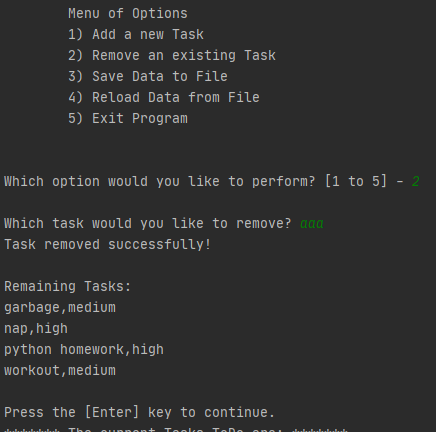 Menu of Options
1) Add a new Task
2) Remove an existing Task
3) Save Data to File
4) Reload Data from File
5) Exit Program
Which option would you like to perform? [1 to 5] - 2
Which task would you like to remove? aaa
Task removed successfully!
Remaining Tasks:
garbage,medium
nap,high
python homework,high
workout,medium
Press the [Enter] key to continue.
******* The current Tasks ToDo are: *******